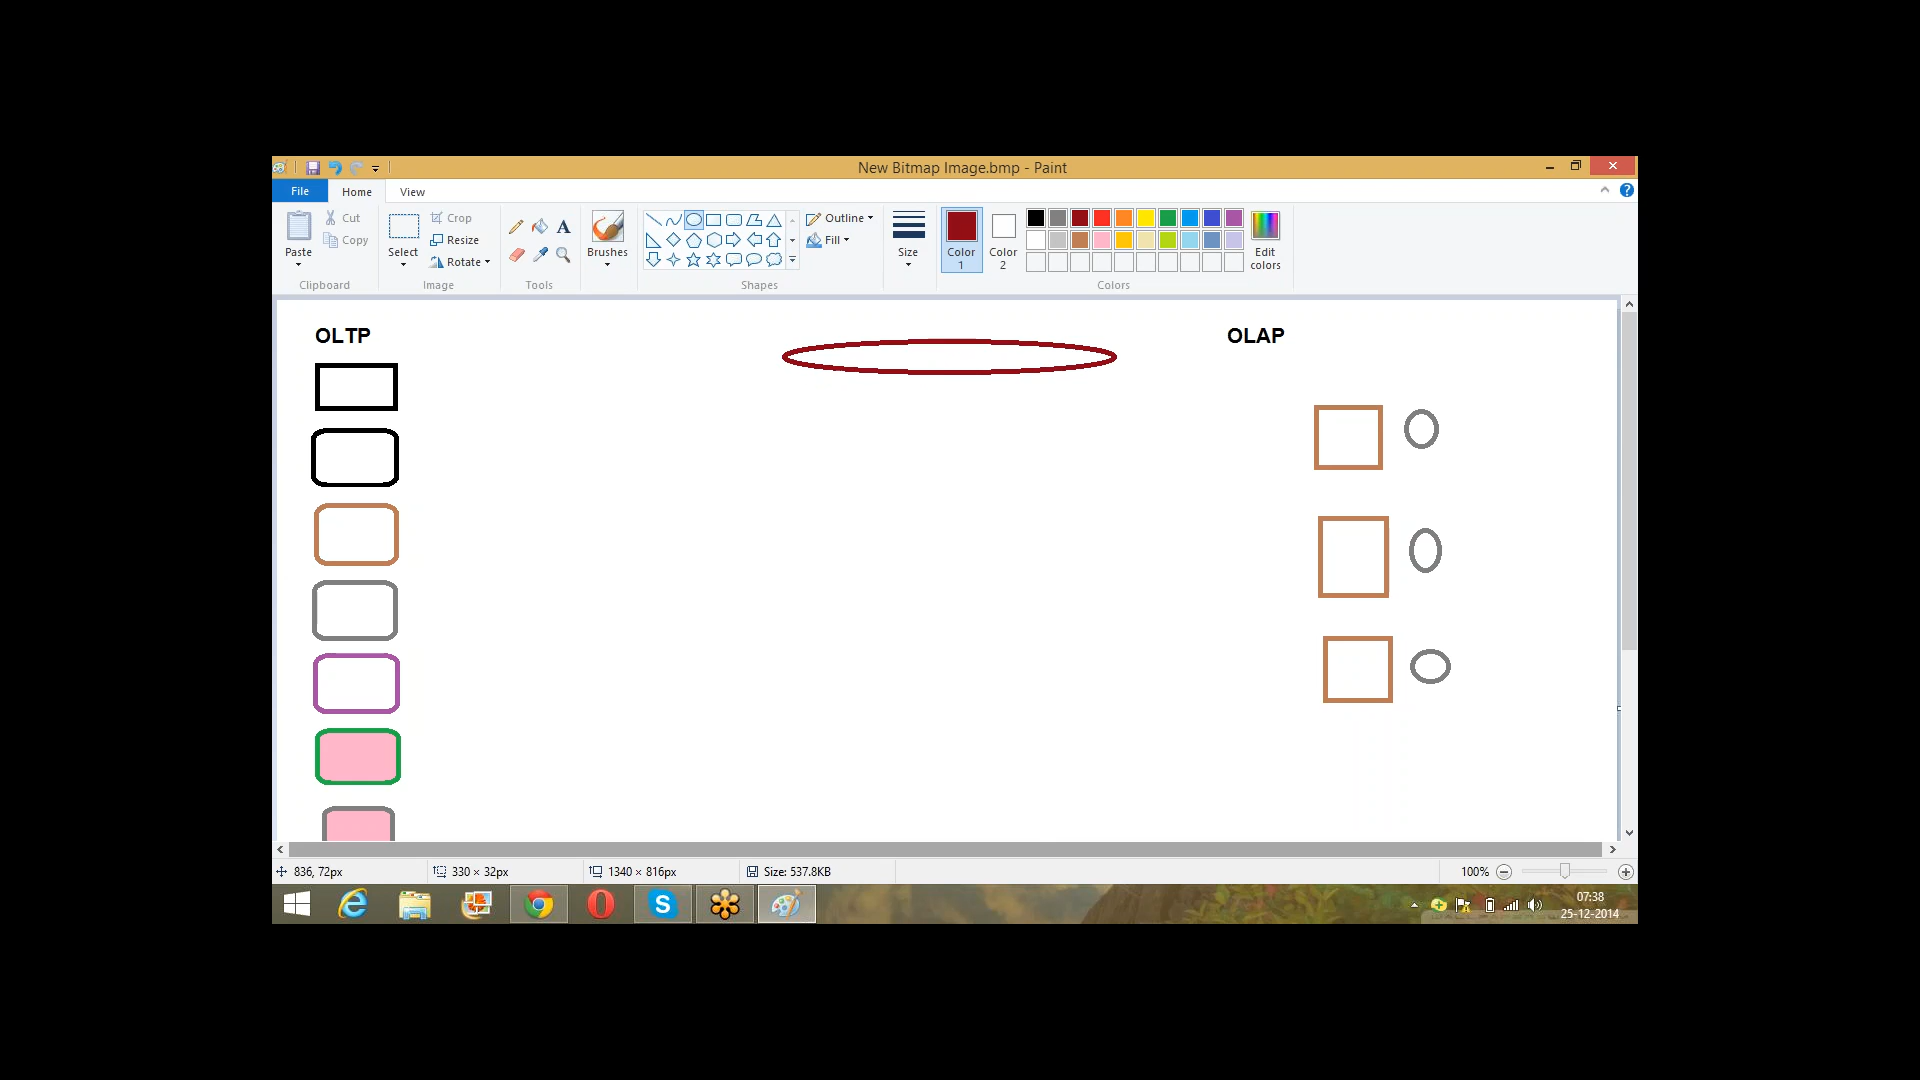 New Bitmap Image.bmp - Paint
File Home View
Cut
Copy
Paste
Clipboard
Select
Crop
Resize
Rotate
Image
A
Tools
Brushes
Shapes
Outline
Fill
Size
Color 1
Color 2
Edit colors
Colors
OLTP
OLAP
836, 72px
330 × 32px
1340 × 816px
Size: 537.8KB
100%
07:38
25-12-2014